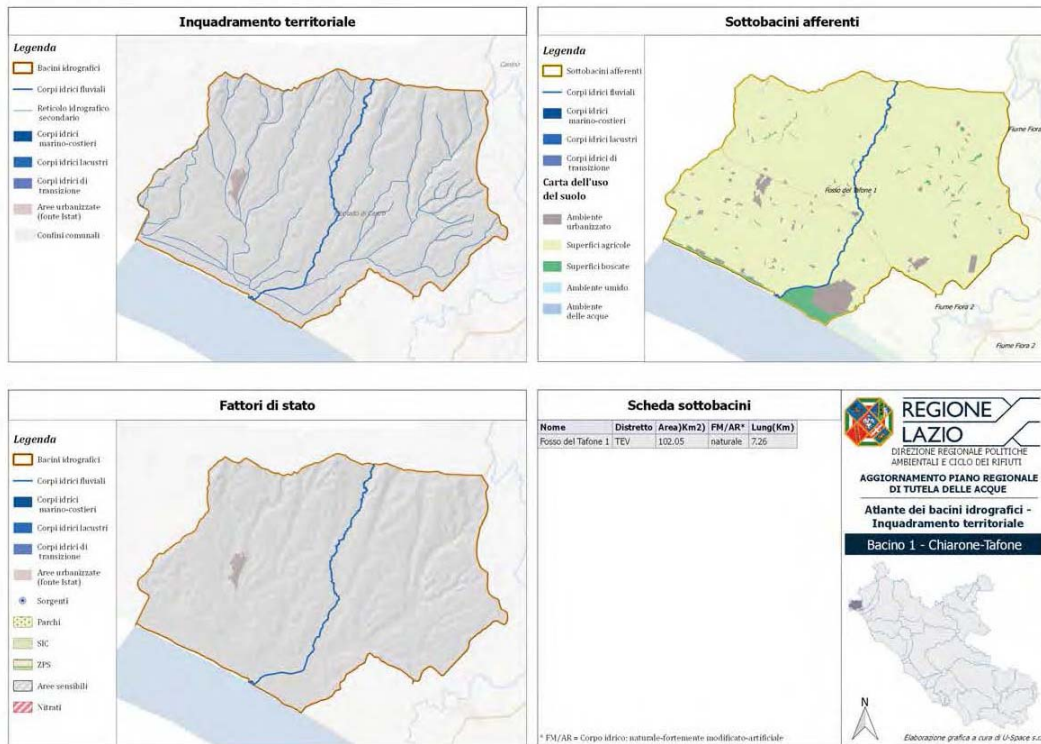 Inquadramento territoriale
Legenda
Bacini idrografici
Corpi idrici fluviali
Reticolo idrografico
secondario
Corpi idrici
marino-costieri
Corpi idrici lacustri
Corpi idrici di
transizione
Aree urbanizzate
(fonte Istat)
Confini comunali
Canino
Sottobacini afferenti
Legenda
Sottobacini afferenti
Corpi idrici fluviali
Corpi idrici
marino-costieri
Corpi idrici lacustri
Corpi idrici di
transizione
Carta dell'uso
del suolo
Ambiente
urbanizzato
Superfici agricole
Superfici boscate
Ambiente umido
Ambiente
delle acque
Fiume Fiora
Fosso del Tafone 1
Fiume Fiora 2
Fiume Fiora 2
Fattori di stato
Legenda
Bacini idrografici
Corpi idrici fluviali
Corpi idrici
marino-costieri
Corpi idrici lacustri
Corpi idrici di
transizione
Aree urbanizzate
(fonte Istat)
Sorgenti
Parchi
SIC
ZPS
Aree sensibili
Nitrati
Scheda sottobacini
Nome Distretto Area(Km2) FM/AR* Lung(Km)
Fosso del Tafone 1 TEV 102.05 naturale 7.26
* FM/AR = Corpo idrico: naturale-fortemente modificato-artificiale
REGIONE
LAZIO
DIREZIONE REGIONALE POLITICHE
AMBIENTALI E CICLO DEI RIFIUTI
AGGIORNAMENTO PIANO REGIONALE
DI TUTELA DELLE ACQUE
Atlante dei bacini idrografici -
Inquadramento territoriale
Bacino 1 - Chiarone-Tafone
N
Elaborazione grafica a cura di U-Space s.r.